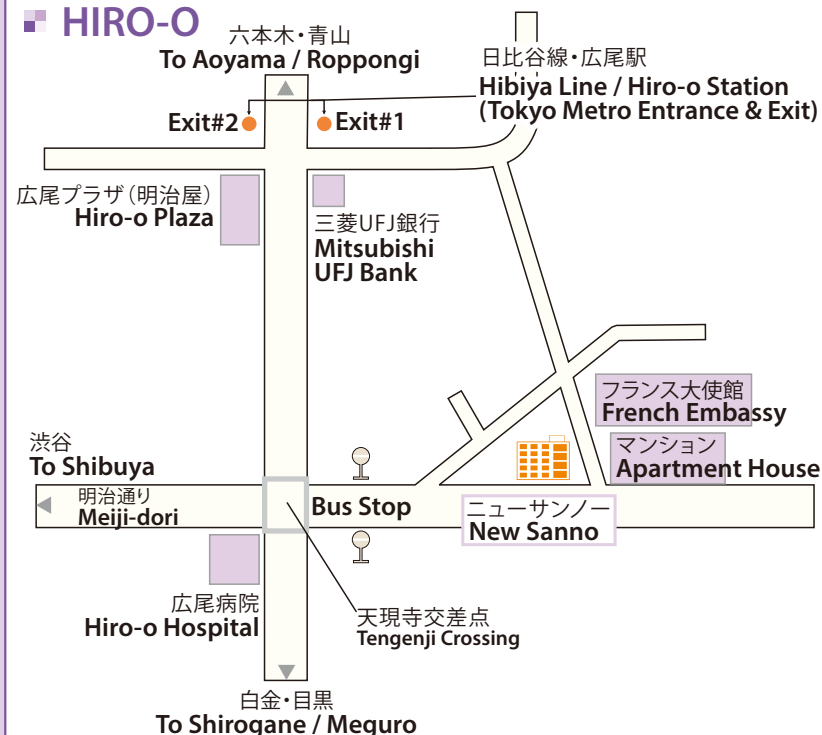 HIRO-O
六本木・青山
To Aoyama / Roppongi
日比谷線・広尾駅
Hibiya Line / Hiro-o Station
(Tokyo Metro Entrance & Exit)
Exit#2
Exit#1
広尾プラザ(明治屋)
Hiro-o Plaza
三菱UFJ銀行
Mitsubishi
UFJ Bank
フランス大使館
French Embassy
マンション
Apartment House
渋谷
To Shibuya
明治通り
Meiji-dori
Bus Stop
ニューサンノー
New Sanno
広尾病院
Hiro-o Hospital
天現寺交差点
Tengenji Crossing
白金・目黒
To Shirogane / Meguro